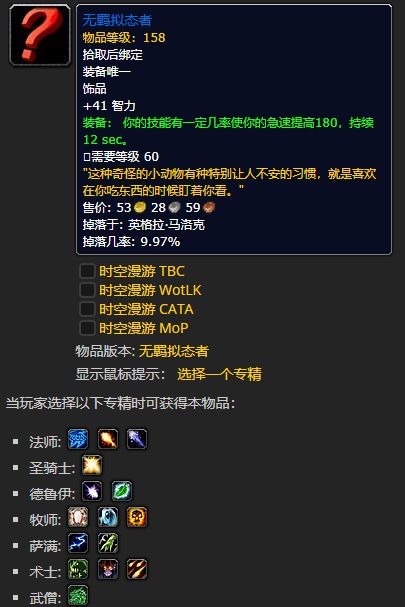 无羁拟态者
物品等级：158
拾取后绑定
装备唯一
饰品
+41 智力
装备： 你的技能有一定几率使你的急速提高180，持续
12 sec。
需要等级 60
"这种奇怪的小动物有种特别让人不安的习惯，就是喜欢
在你吃东西的时候盯着你看。"
售价：53 28 59
掉落于：英格拉·马洛克
掉落几率：9.97%
时空漫游 TBC
时空漫游 WotLK
时空漫游 CATA
时空漫游 MoP
物品版本: 无羁拟态者
显示鼠标提示： 选择一个专精
当玩家选择以下专精时可获得本物品：
法师:
圣骑士:
德鲁伊:
牧师:
萨满:
术士:
武僧: